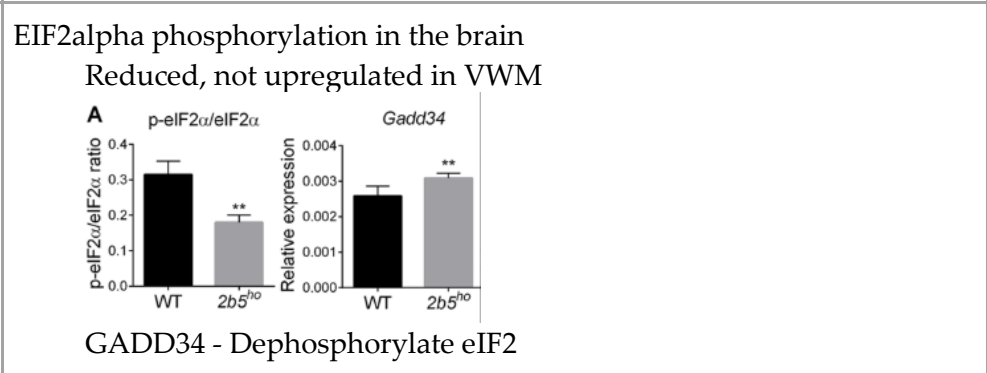 EIF2alpha phosphorylation in the brain
Reduced, not upregulated in VWM
A
p-eIF2α/eIF2α
Gadd34
p-eIF2α/eIF2α ratio
0.4
0.3
0.2
0.1
0.0
**
WT
2b5ho
Relative expression
0.004
0.003
0.002
0.001
0.000
**
WT
2b5ho
GADD34 - Dephosphorylate eIF2